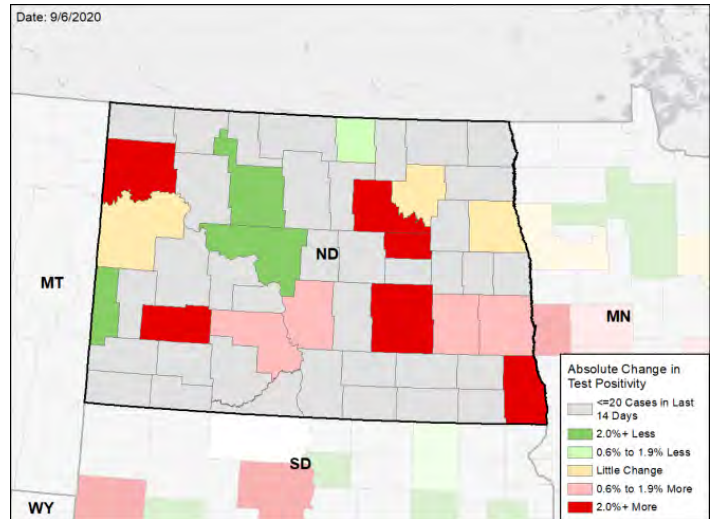 Date: 9/6/2020
ND
MT
MN
SD
WY
Absolute Change in
Test Positivity
<=20 Cases in Last
14 Days
2.0%+ Less
0.6% to 1.9% Less
Little Change
0.6% to 1.9% More
2.0%+ More